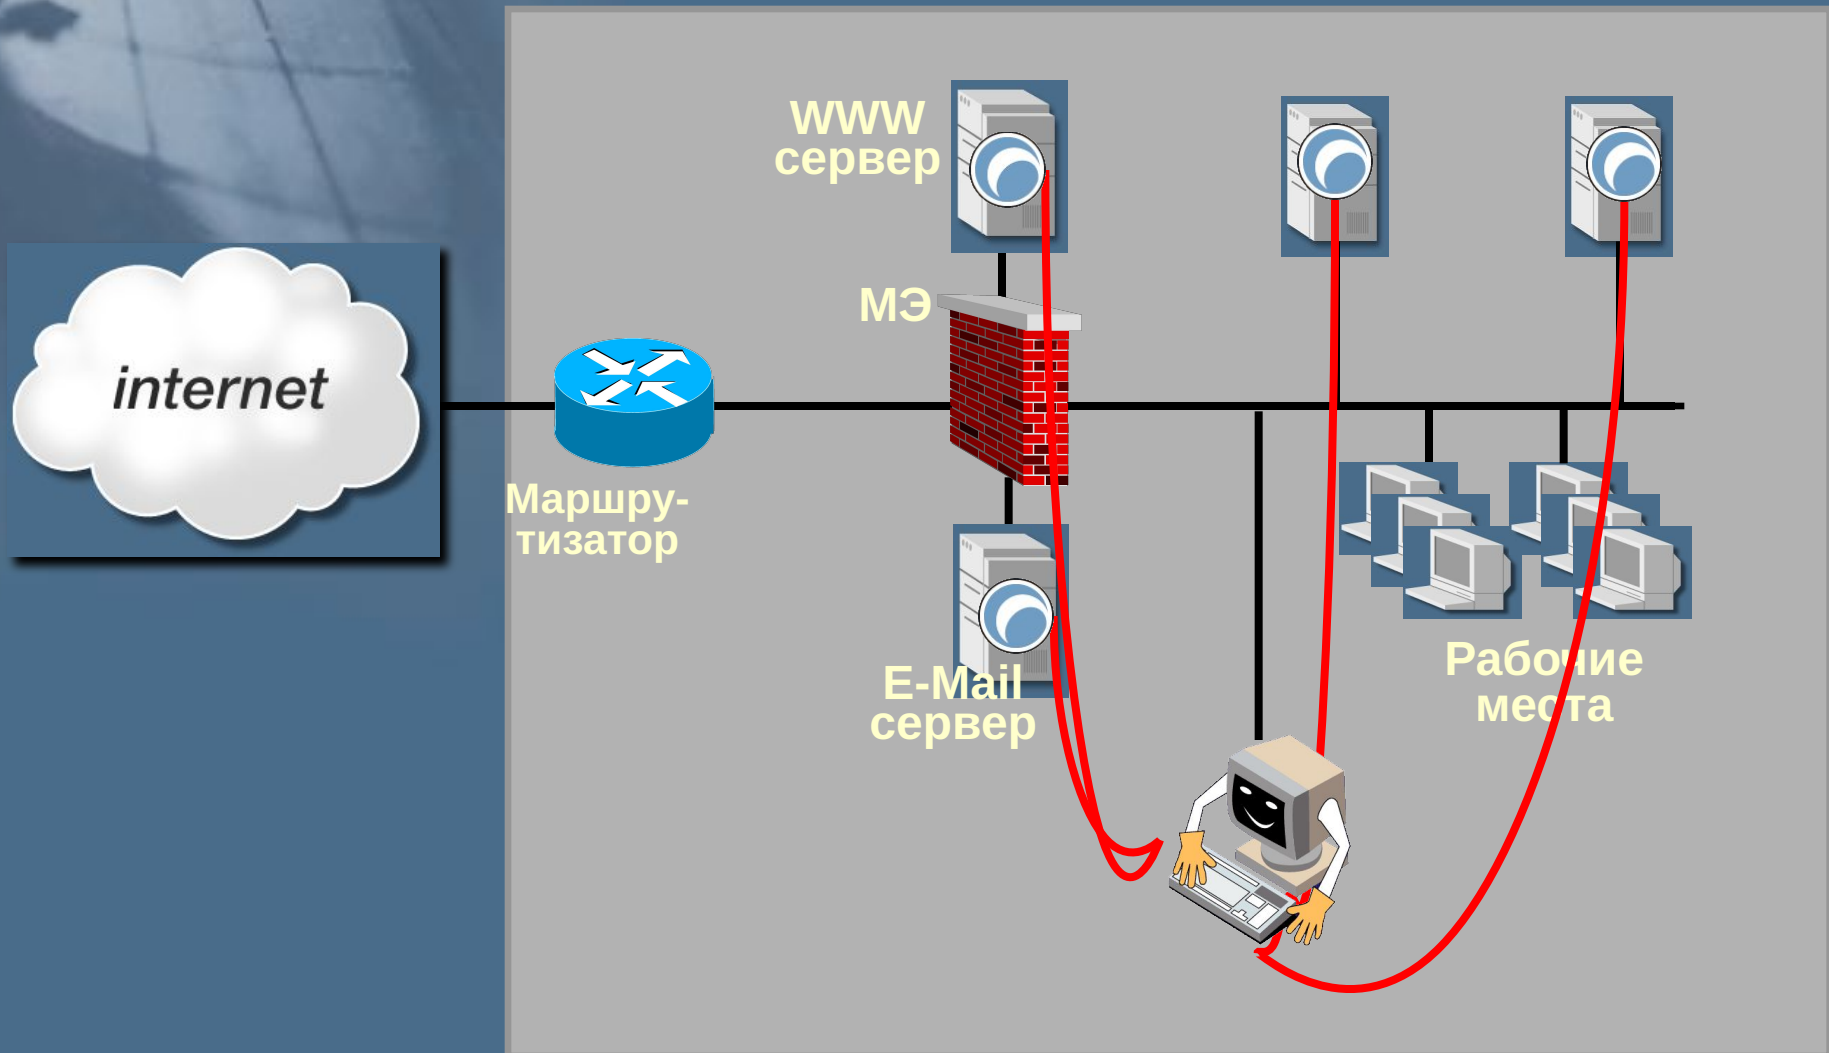 WWW
сервер
МЭ
internet
Маршру-
тизатор
E-Mail
сервер
Рабочие
места